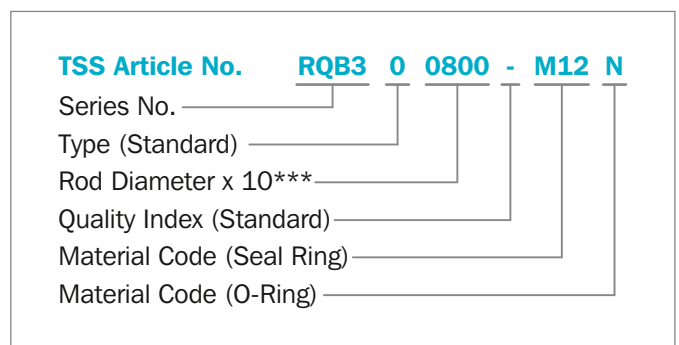 TSS Article No. RQB3 0 0800 - M12 N
Series No.
Type (Standard)
Rod Diameter x 10***
Quality Index (Standard)
Material Code (Seal Ring)
Material Code (O-Ring)